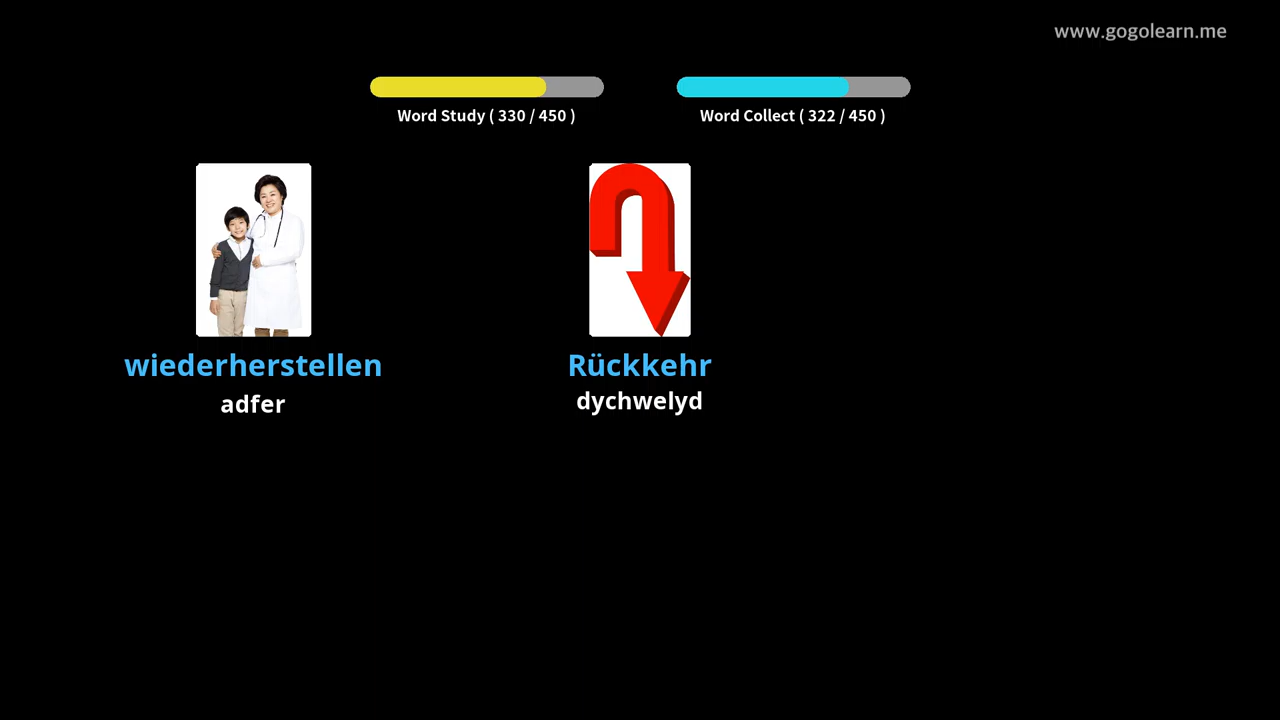 www.gogolearn.me
Word Study ( 330 / 450 )
Word Collect ( 322 / 450 )
wiederherstellen
adfer
Rückkehr
dychwelyd